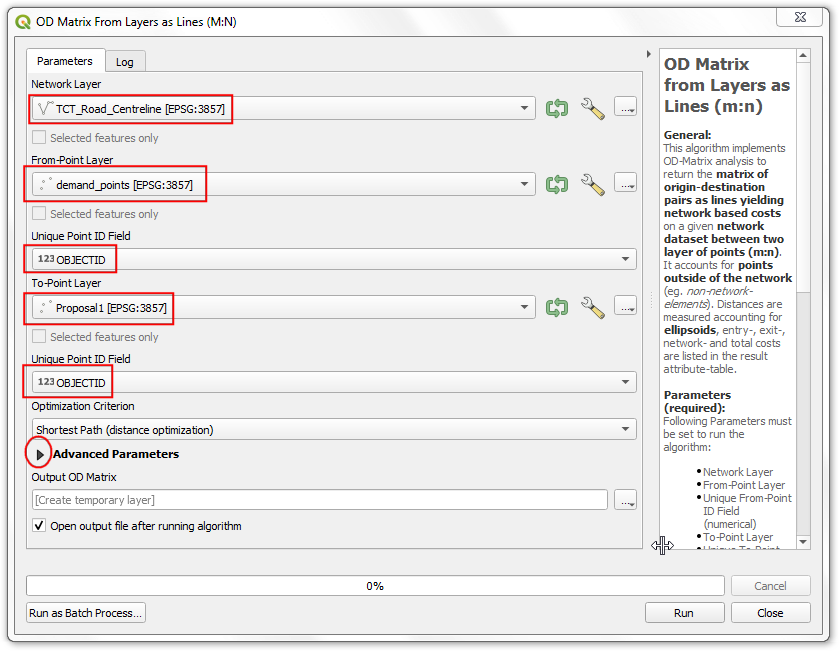 OD Matrix From Layers as Lines (M:N)
Parameters
Log
Network Layer
TCT_Road_Centreline [EPSG:3857]
...
Selected features only
From-Point Layer
demand_points [EPSG:3857]
...
Selected features only
Unique Point ID Field
123 OBJECTID
To-Point Layer
Proposal1 [EPSG:3857]
...
Selected features only
Unique Point ID Field
123 OBJECTID
Optimization Criterion
Shortest Path (distance optimization)
Advanced Parameters
Output OD Matrix
[Create temporary layer]
...
Open output file after running algorithm
OD Matrix
from Layers as
Lines (m:n)
General:
This algorithm implements
OD-Matrix analysis to
return the matrix of
origin-destination
pairs as lines yielding
network based costs
on a given network
dataset between two
layer of points (m:n).
It accounts for points
outside of the network
(eg. non-network-
elements). Distances are
measured accounting for
ellipsoids, entry-, exit-,
network- and total costs
are listed in the result
attribute-table.
Parameters
(required):
Following Parameters must
be set to run the
algorithm:
• Network Layer
• From-Point Layer
• Unique From-Point
ID Field
(numerical)
• To-Point Layer
• Unique To-Point
0%
Cancel
Run as Batch Process...
Run
Close